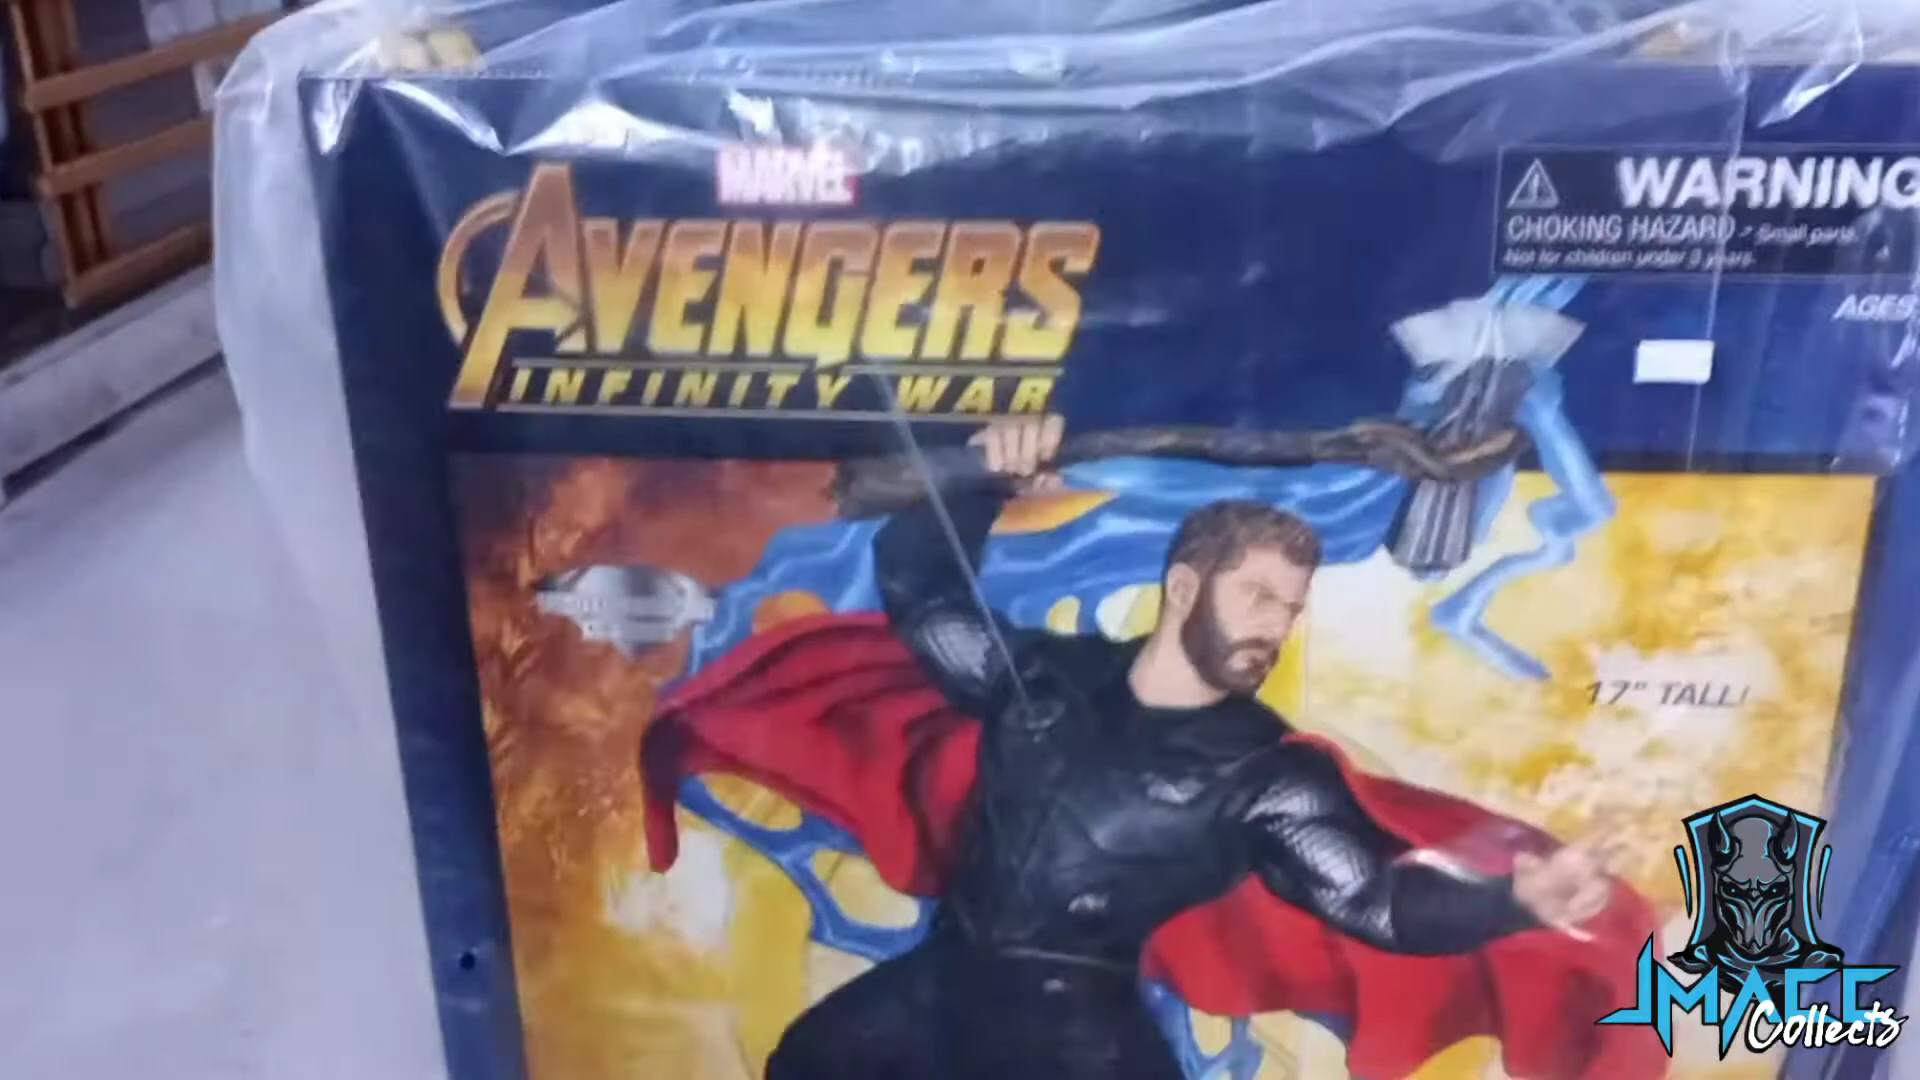 MARVEL
AVENGERS
INFINITY WAR
WARNING
CHOKING HAZARD - Small parts.
Not for children under 3 years.
AGES
17" TALL!
JMACC
Collects